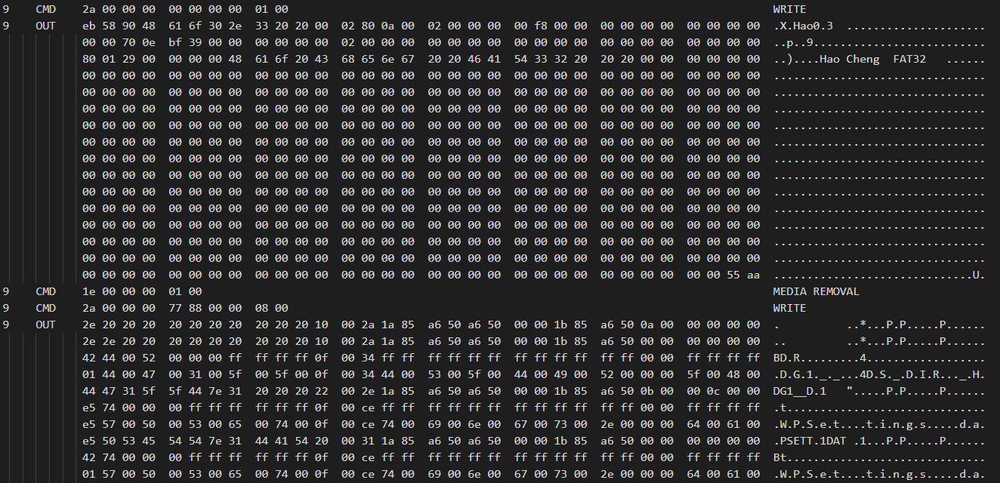 9 CMD 2a 00 00 00 00 00 00 00 01 00 WRITE
9 OUT eb 58 90 48 61 6f 30 2e 33 20 20 00 02 80 0a 00 02 00 00 00 00 f8 00 00 00 00 00 00 00 00 00 00 .X.Hao0.3  .....................
00 00 70 0e bf 39 00 00 00 00 00 00 02 00 00 00 00 00 00 00 00 00 00 00 00 00 00 00 00 00 00 00 ..p..9..........................
80 01 29 00 00 00 00 48 61 6f 20 43 68 65 6e 67 20 20 46 41 54 33 32 20 20 20 00 00 00 00 00 00 ..)....Hao Cheng  FAT32   ......
00 00 00 00 00 00 00 00 00 00 00 00 00 00 00 00 00 00 00 00 00 00 00 00 00 00 00 00 00 00 00 00 ................................
00 00 00 00 00 00 00 00 00 00 00 00 00 00 00 00 00 00 00 00 00 00 00 00 00 00 00 00 00 00 00 00 ................................
00 00 00 00 00 00 00 00 00 00 00 00 00 00 00 00 00 00 00 00 00 00 00 00 00 00 00 00 00 00 00 00 ................................
00 00 00 00 00 00 00 00 00 00 00 00 00 00 00 00 00 00 00 00 00 00 00 00 00 00 00 00 00 00 00 00 ................................
00 00 00 00 00 00 00 00 00 00 00 00 00 00 00 00 00 00 00 00 00 00 00 00 00 00 00 00 00 00 00 00 ................................
00 00 00 00 00 00 00 00 00 00 00 00 00 00 00 00 00 00 00 00 00 00 00 00 00 00 00 00 00 00 00 00 ................................
00 00 00 00 00 00 00 00 00 00 00 00 00 00 00 00 00 00 00 00 00 00 00 00 00 00 00 00 00 00 00 00 ................................
00 00 00 00 00 00 00 00 00 00 00 00 00 00 00 00 00 00 00 00 00 00 00 00 00 00 00 00 00 00 00 00 ................................
00 00 00 00 00 00 00 00 00 00 00 00 00 00 00 00 00 00 00 00 00 00 00 00 00 00 00 00 00 00 00 00 ................................
00 00 00 00 00 00 00 00 00 00 00 00 00 00 00 00 00 00 00 00 00 00 00 00 00 00 00 00 00 00 00 00 ................................
00 00 00 00 00 00 00 00 00 00 00 00 00 00 00 00 00 00 00 00 00 00 00 00 00 00 00 00 00 00 00 00 ................................
00 00 00 00 00 00 00 00 00 00 00 00 00 00 00 00 00 00 00 00 00 00 00 00 00 00 00 00 00 00 00 00 ................................
00 00 00 00 00 00 00 00 00 00 00 00 00 00 00 00 00 00 00 00 00 00 00 00 00 00 00 00 00 00 55 aa ..............................U.
9 CMD 1e 00 00 00 01 00 MEDIA REMOVAL
9 CMD 2a 00 00 00 77 88 00 00 08 00 WRITE
9 OUT 2e 20 20 20 20 20 20 20 20 20 20 10 00 2a 1a 85 a6 50 a6 50 00 00 1b 85 a6 50 0a 00 00 00 00 00 .          ..*...P.P.....P......
2e 2e 20 20 20 20 20 20 20 20 20 10 00 2a 1a 85 a6 50 a6 50 00 00 1b 85 a6 50 00 00 00 00 00 00 ..         ..*...P.P.....P......
42 44 00 52 00 00 00 ff ff ff ff 0f 00 34 ff ff ff ff ff ff ff ff ff ff ff ff 00 00 ff ff ff ff BD.R.........4..................
01 44 00 47 00 31 00 5f 00 5f 00 0f 00 34 44 00 53 00 5f 00 44 00 49 00 52 00 00 00 5f 00 48 00 .D.G.1._._...4D.S._.D.I.R..._.H.
44 47 31 5f 5f 44 7e 31 20 20 20 22 00 2e 1a 85 a6 50 a6 50 00 00 1b 85 a6 50 0b 00 00 0c 00 00 DG1__D.1   ".....P.P.....P......
e5 74 00 00 00 ff ff ff ff ff ff 0f 00 ce ff ff ff ff ff ff ff ff ff ff ff ff 00 00 ff ff ff ff .t..............................
e5 57 00 50 00 53 00 65 00 74 00 0f 00 ce 74 00 69 00 6e 00 67 00 73 00 2e 00 00 00 64 00 61 00 .W.P.S.e.t....t.i.n.g.s.....d.a.
e5 50 53 45 54 54 7e 31 44 41 54 20 00 31 1a 85 a6 50 a6 50 00 00 1b 85 a6 50 00 00 00 00 00 00 .PSETT.1DAT .1...P.P.....P......
42 74 00 00 00 ff ff ff ff ff ff 0f 00 ce ff ff ff ff ff ff ff ff ff ff ff ff 00 00 ff ff ff ff Bt..............................
01 57 00 50 00 53 00 65 00 74 00 0f 00 ce 74 00 69 00 6e 00 67 00 73 00 2e 00 00 00 64 00 61 00 .W.P.S.e.t....t.i.n.g.s.....d.a.